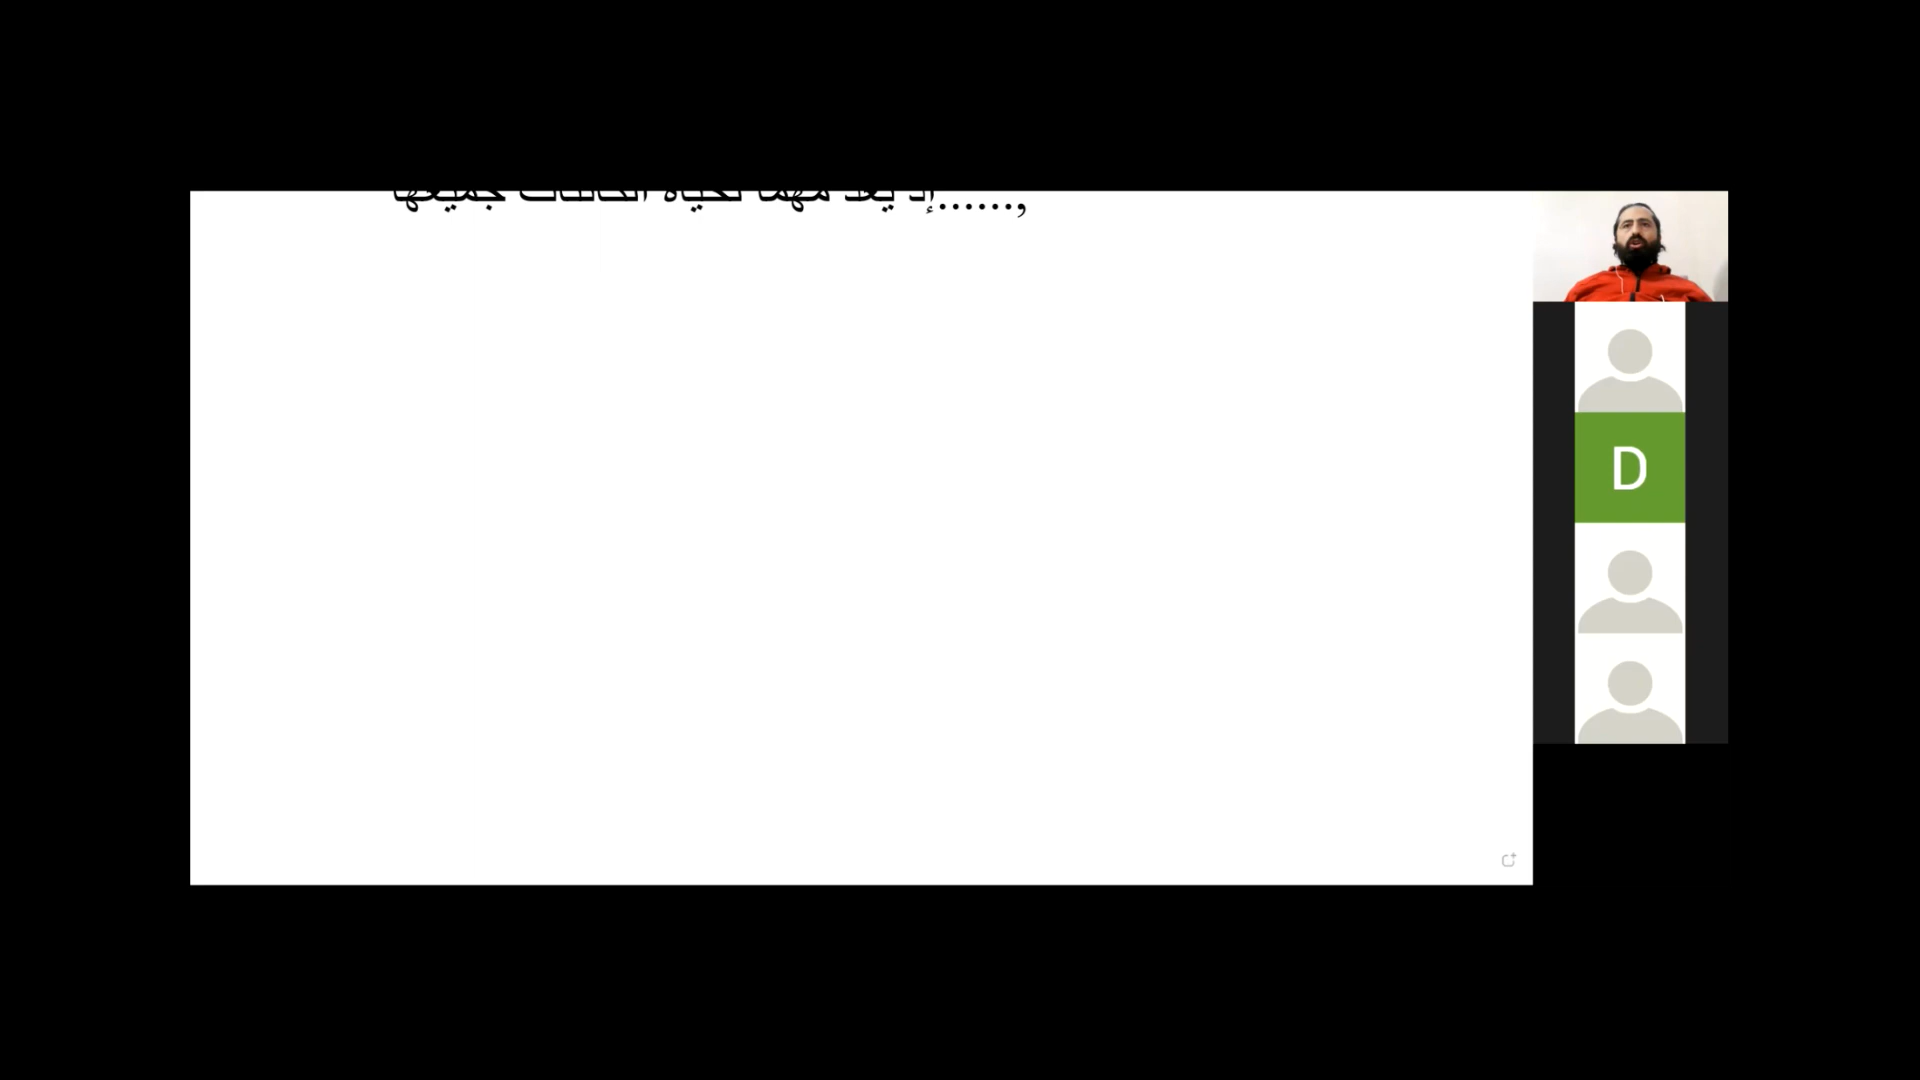 ,......إذ يعد مهما لحياة الكائنات جميعها
D